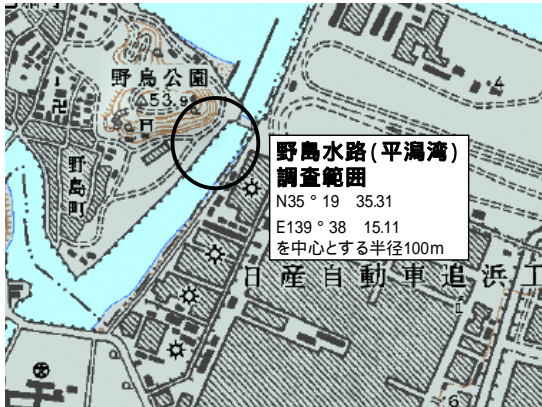 野島公園
53.9
野島町
4
野島水路(平潟湾)
調査範囲
N35°19 35.31
E139°38 15.11
を中心とする半径100m
日産自動車追浜工
6